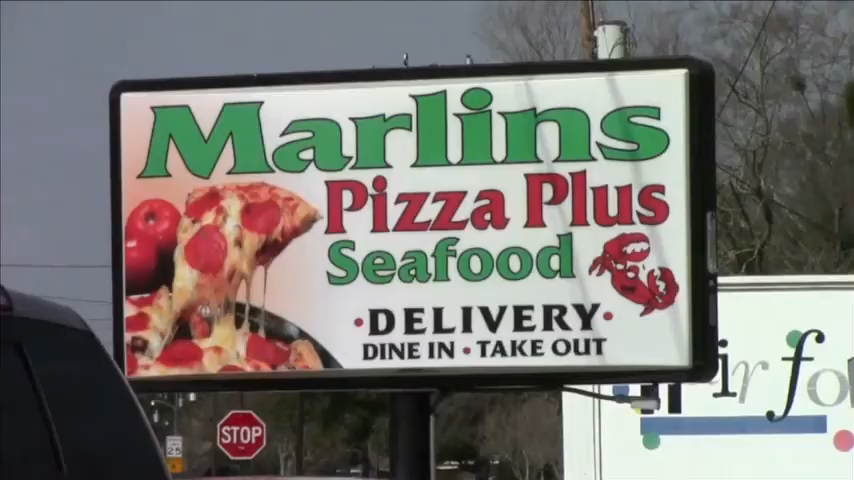 Marlins
Pizza Plus
Seafood
• DELIVERY •
DINE IN • TAKE OUT
STOP
25